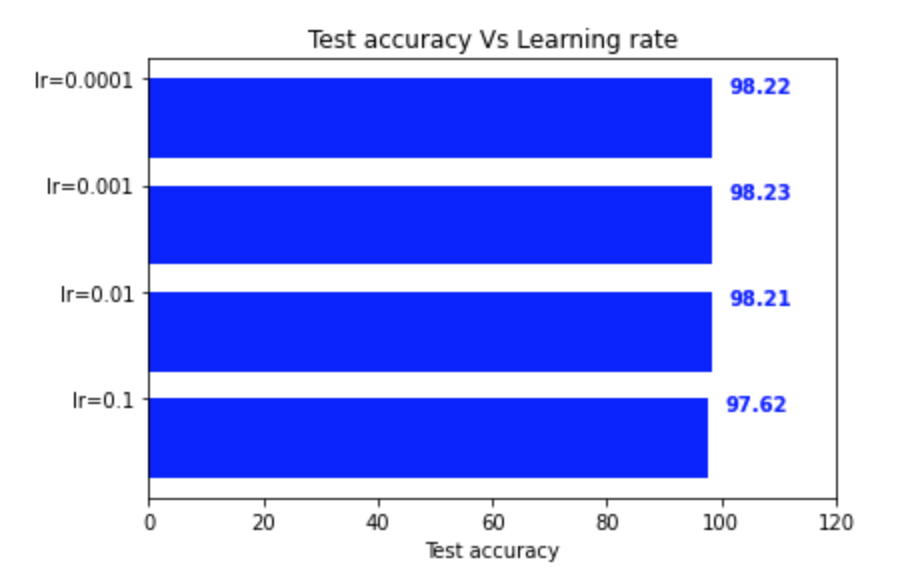 Test accuracy Vs Learning rate
lr=0.0001
98.22
lr=0.001
98.23
lr=0.01
98.21
lr=0.1
97.62
0 20 40 60 80 100 120
Test accuracy